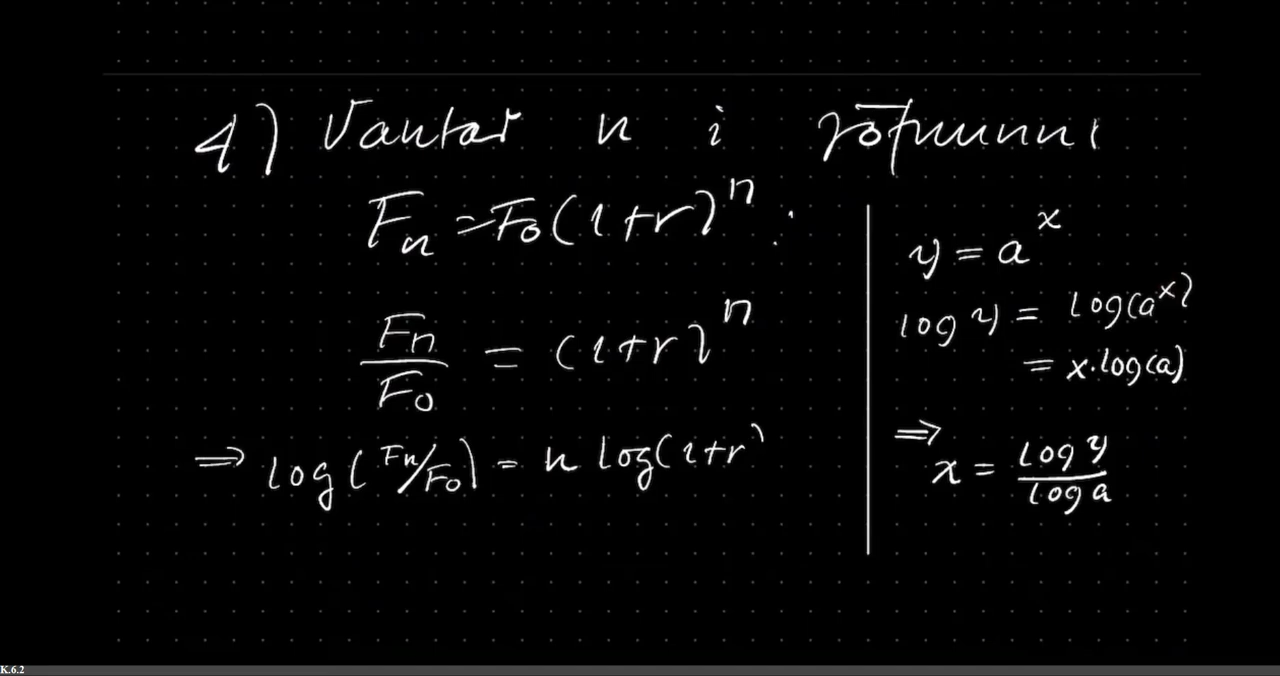 4) Vantar n í jöfnunni
Fn = F0(1+r)^n :
Fn/F0 = (1+r)^n
⇒ log(Fn/F0) = n log(1+r)
y = a^x
log y = log(a^x)
= x·log(a)
⇒ x = log y / log a
K.6.2